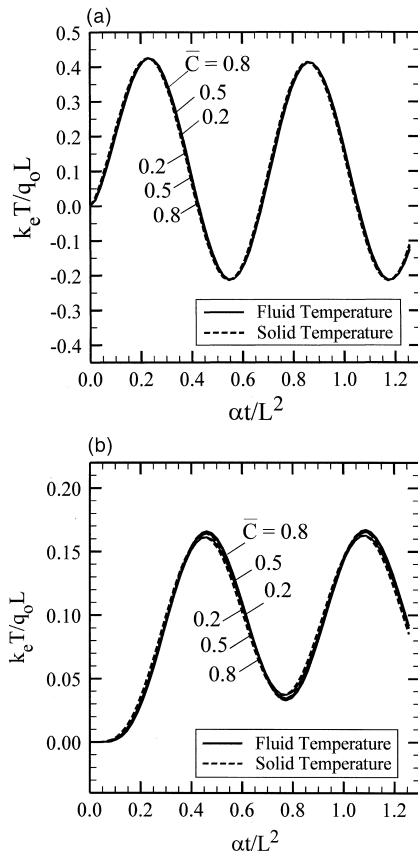 (a)
0.5
0.4
0.3
0.2
0.1
0.0
-0.1
-0.2
-0.3
-0.4
kₑT/qₒL
C̅ = 0.8
0.5
0.2
0.2
0.5
0.8
Fluid Temperature
Solid Temperature
0.0 0.2 0.4 0.6 0.8 1.0 1.2
αt/L²
(b)
0.20
0.15
0.10
0.05
0.00
kₑT/qₒL
C̅ = 0.8
0.5
0.2
0.2
0.5
0.8
Fluid Temperature
Solid Temperature
0.0 0.2 0.4 0.6 0.8 1.0 1.2
αt/L²